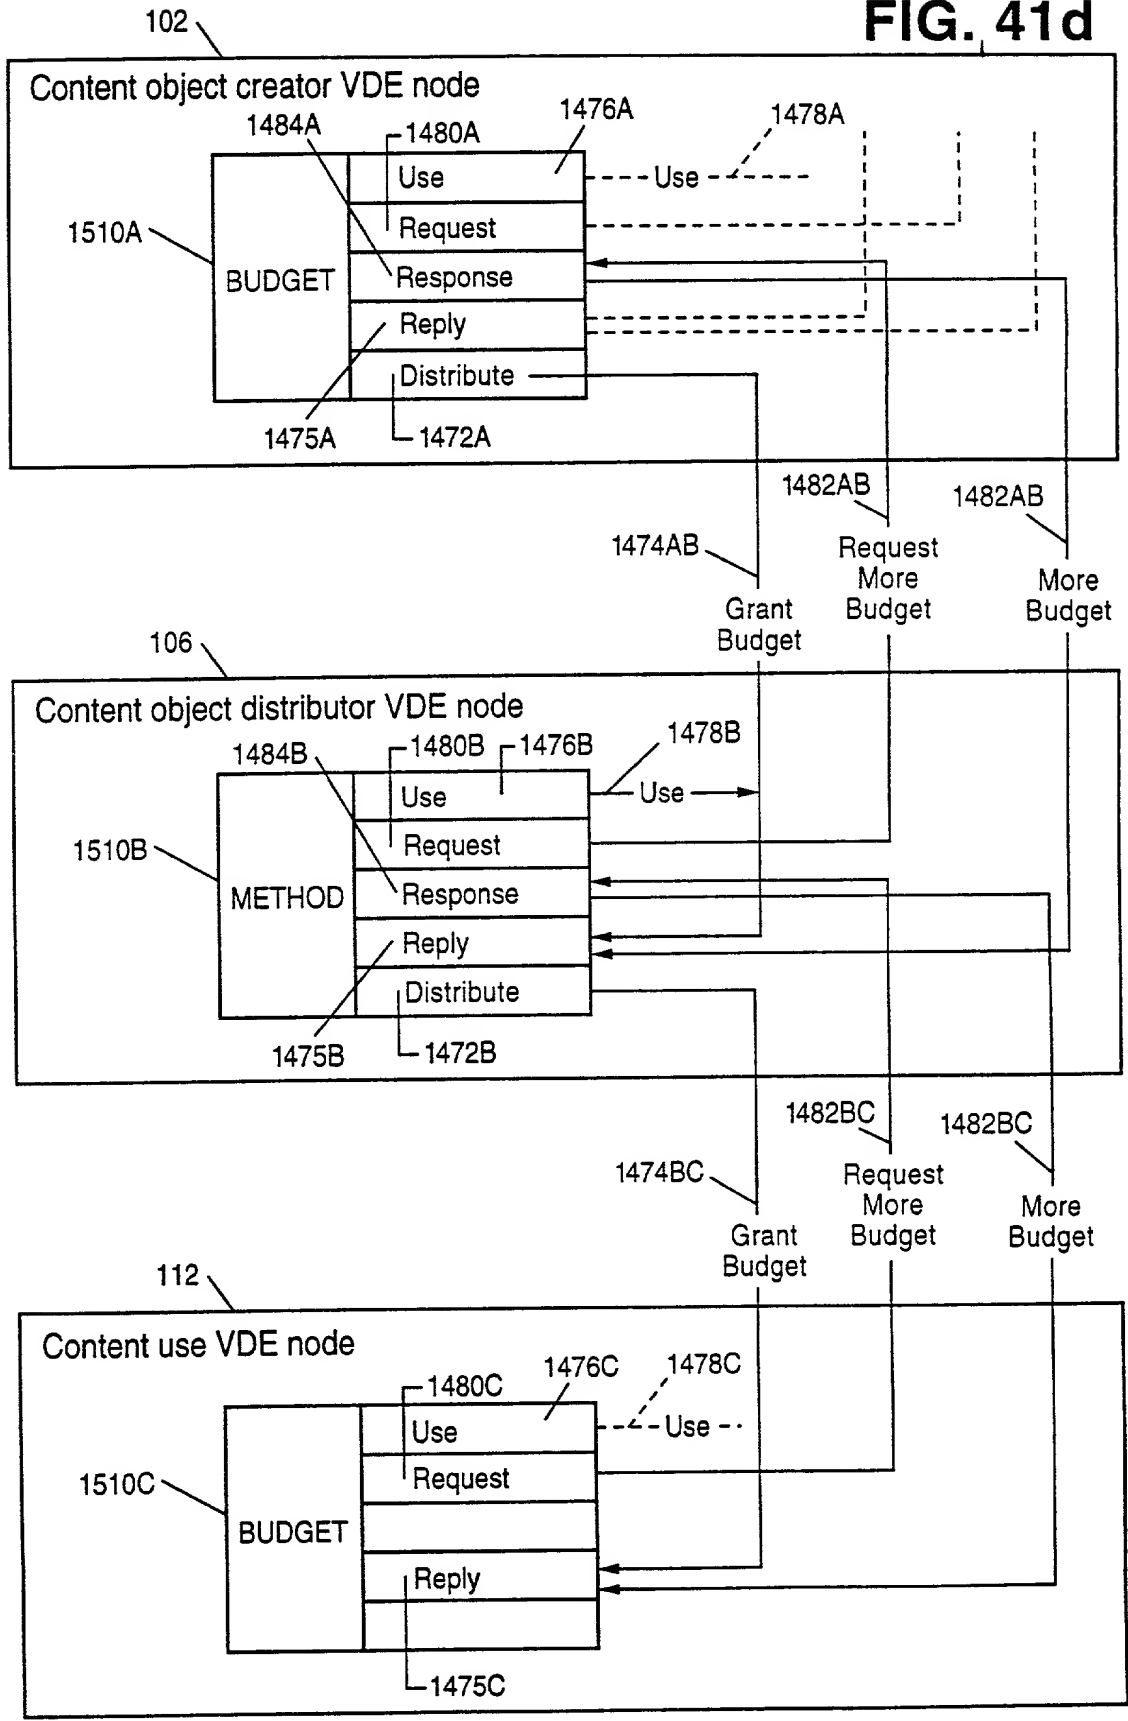 FIG. 41d
102
Content object creator VDE node
1484A
1480A
1476A
1478A
Use
Use
1510A
Request
BUDGET
Response
Reply
Distribute
1475A
1472A
1482AB
1482AB
1474AB
Request
More
Budget
More
Budget
Grant
Budget
106
Content object distributor VDE node
1484B
1480B
1476B
1478B
Use
Use
1510B
Request
METHOD
Response
Reply
Distribute
1475B
1472B
1482BC
1482BC
1474BC
Request
More
Budget
More
Budget
Grant
Budget
112
Content use VDE node
1480C
1476C
1478C
Use
Use
1510C
Request
BUDGET
Reply
1475C